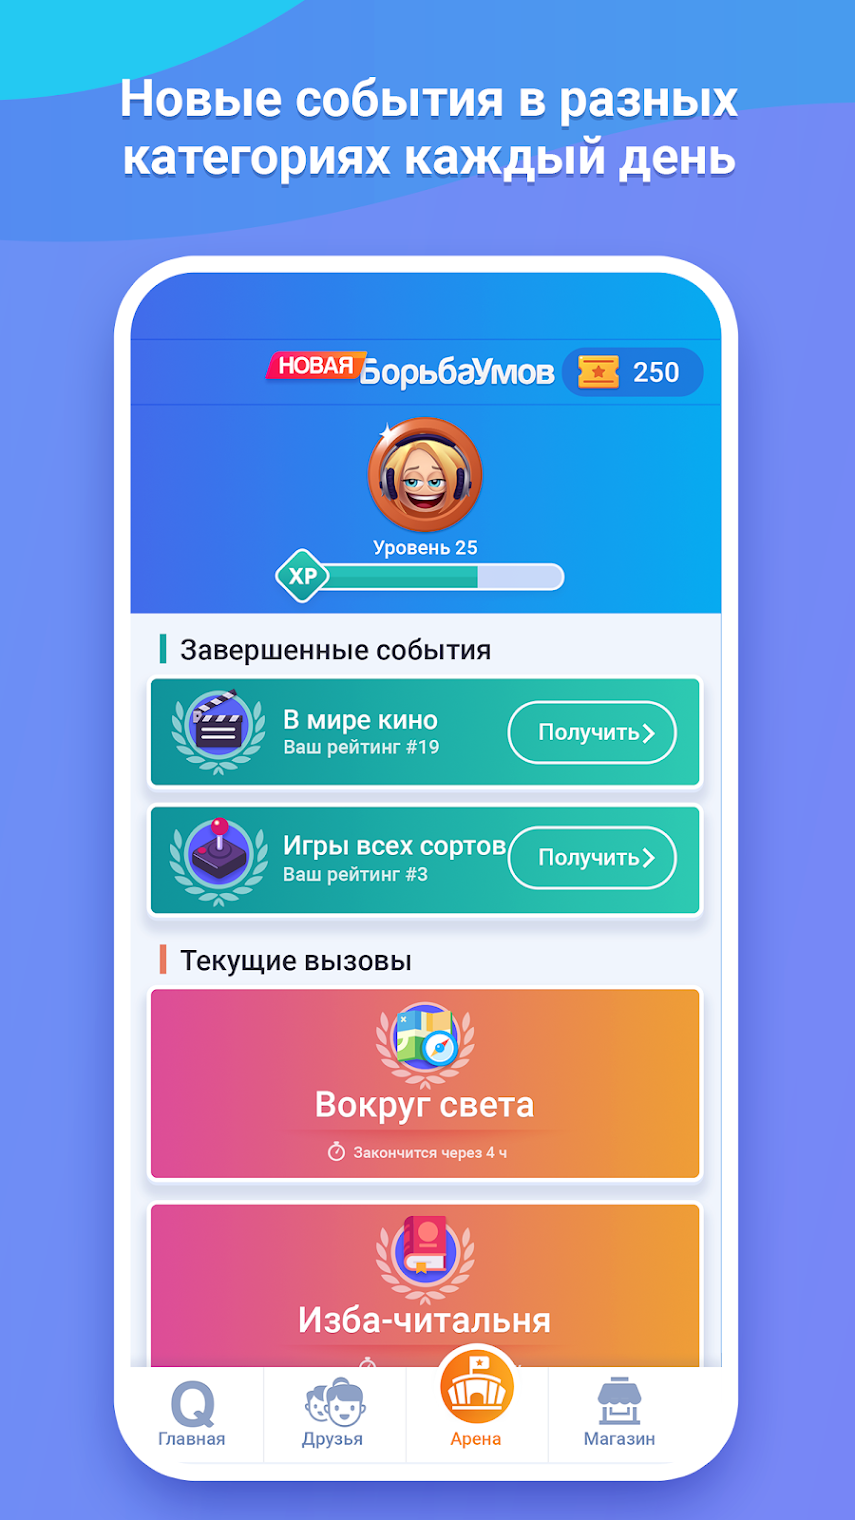 Новые события в разных
категориях каждый день
НОВАЯ БорьбаУмов 250
Уровень 25
XP
Завершенные события
В мире кино
Ваш рейтинг #19
Получить
Игры всех сортов
Ваш рейтинг #3
Получить
Текущие вызовы
Вокруг света
Закончится через 4 ч
Изба-читальня
Q
Главная Друзья Арена Магазин